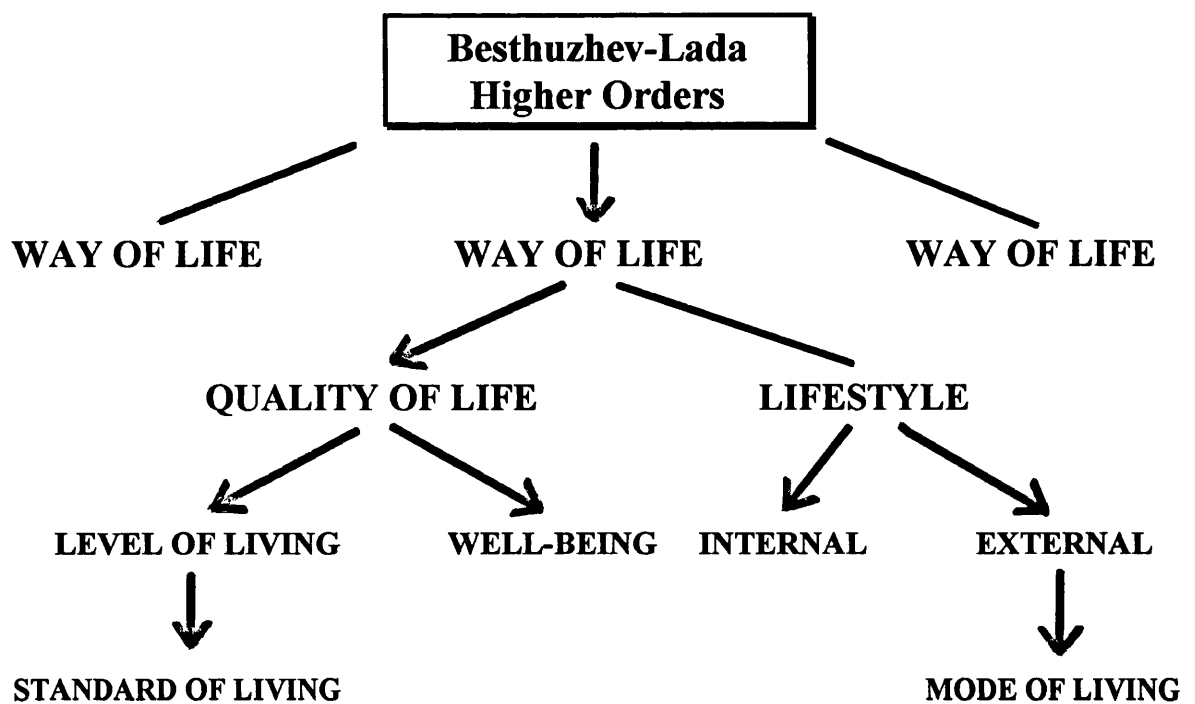 Besthuzhev-Lada
Higher Orders
WAY OF LIFE
WAY OF LIFE
WAY OF LIFE
QUALITY OF LIFE
LIFESTYLE
LEVEL OF LIVING
WELL-BEING
INTERNAL
EXTERNAL
STANDARD OF LIVING
MODE OF LIVING